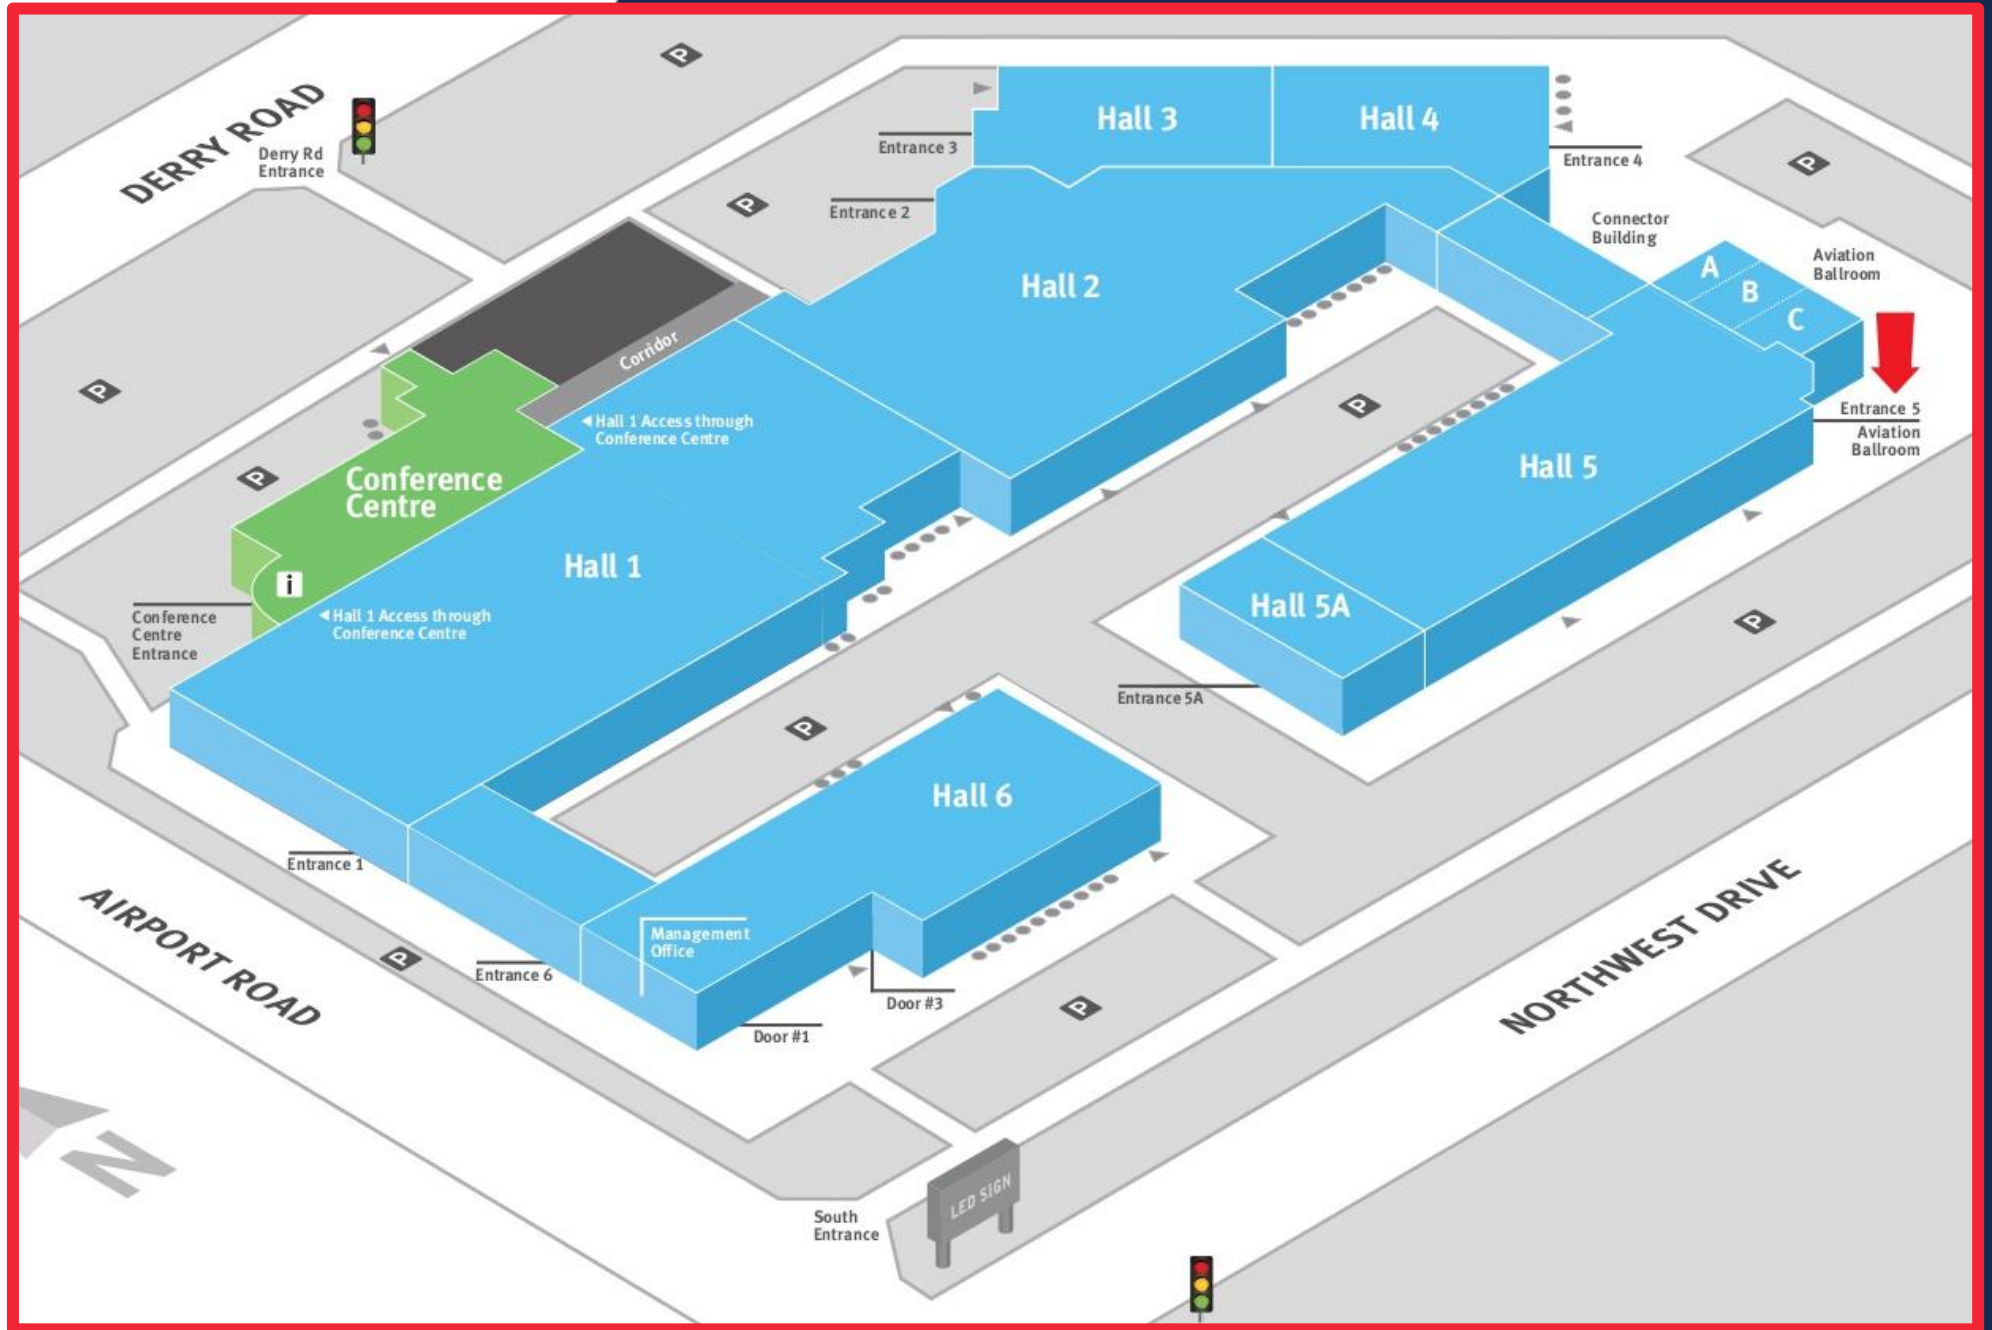 DERRY ROAD
Derry Rd
Entrance
P
P
P
P
P
P
P
P
P
P
P
Hall 3
Hall 4
Entrance 3
Entrance 2
Entrance 4
Connector
Building
Aviation
Ballroom
A
B
C
Hall 2
Corridor
Entrance 5
Aviation
Ballroom
Hall 1 Access through
Conference Centre
Conference
Centre
Hall 5
Hall 1
i
Hall 1 Access through
Conference Centre
Conference
Centre
Entrance
Hall 5A
Entrance 5A
Hall 6
Entrance 1
Management
Office
Entrance 6
Door #3
Door #1
AIRPORT ROAD
NORTHWEST DRIVE
N
LED SIGN
South
Entrance